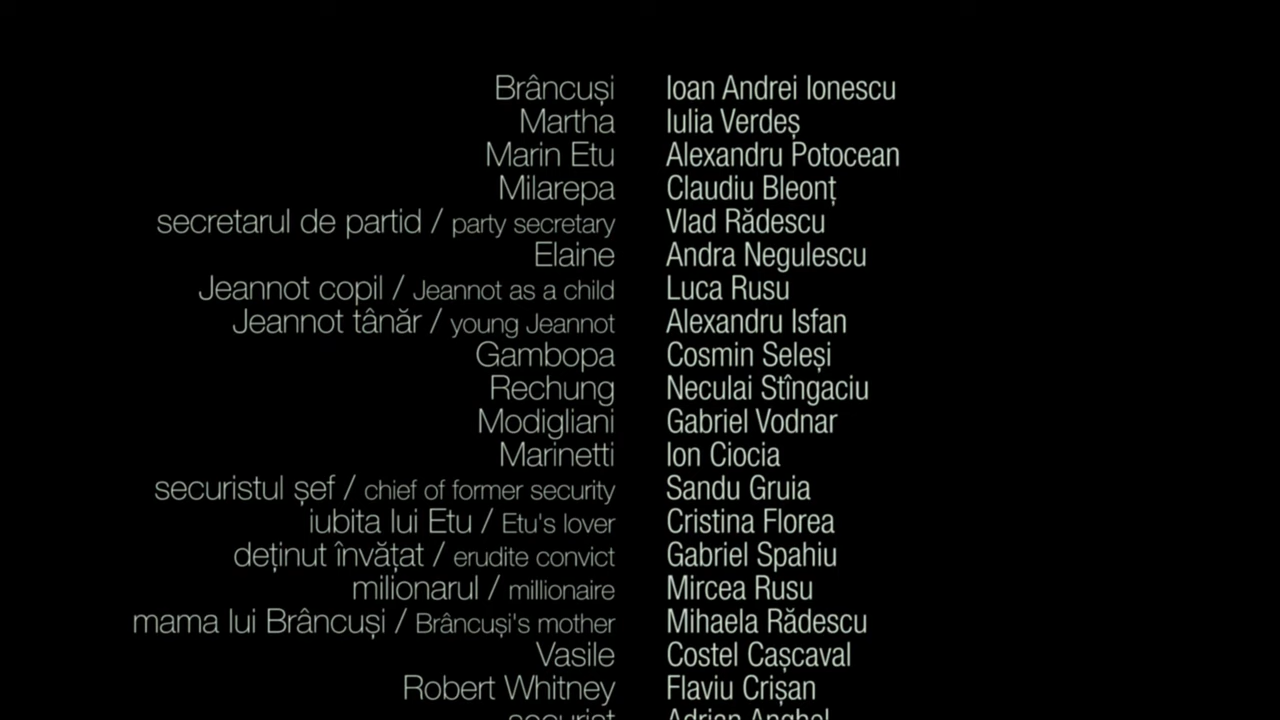 Brâncuși Ioan Andrei Ionescu
Martha Iulia Verdeș
Marin Etu Alexandru Potocean
Milarepa Claudiu Bleonț
secretarul de partid / party secretary Vlad Rădescu
Elaine Andra Negulescu
Jeannot copil / Jeannot as a child Luca Rusu
Jeannot tânăr / young Jeannot Alexandru Isfan
Gambopa Cosmin Seleși
Rechung Neculai Stîngaciu
Modigliani Gabriel Vodnar
Marinetti Ion Ciocia
securistul șef / chief of former security Sandu Gruia
iubita lui Etu / Etu's lover Cristina Florea
deținut învățat / erudite convict Gabriel Spahiu
milionarul / millionaire Mircea Rusu
mama lui Brâncuși / Brâncuși's mother Mihaela Rădescu
Vasile Costel Cașcaval
Robert Whitney Flaviu Crișan
securist Adrian Anghel